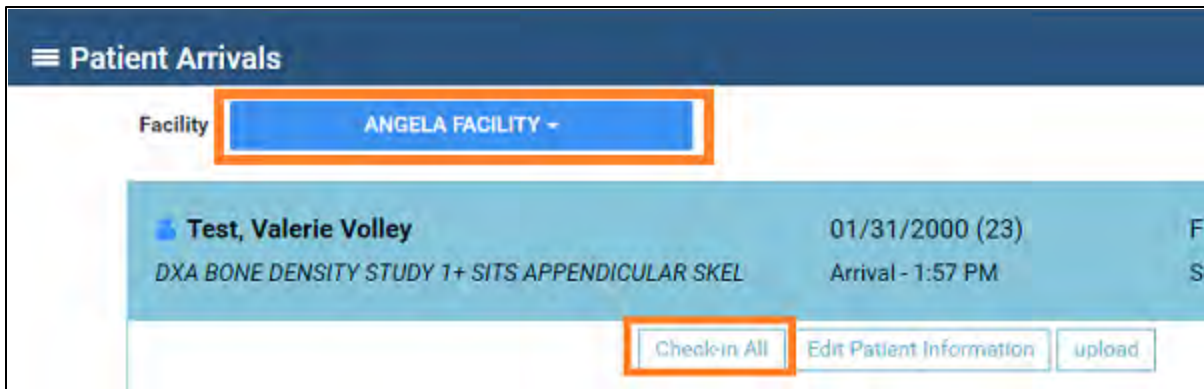 Patient Arrivals
Facility ANGELA FACILITY
Test, Valerie Volley 01/31/2000 (23) F
DXA BONE DENSITY STUDY 1+ SITS APPENDICULAR SKEL Arrival - 1:57 PM S
Check-in All Edit Patient Information upload